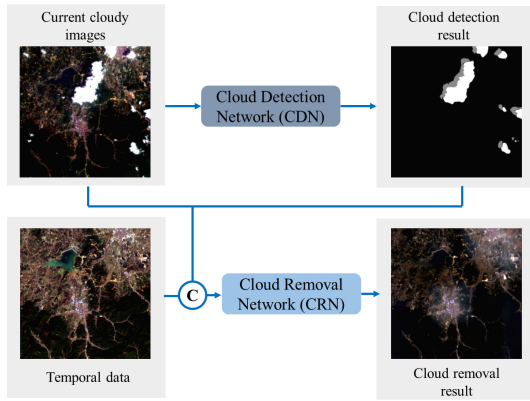 Current cloudy
images
Cloud detection
result
Cloud Detection
Network (CDN)
C
Cloud Removal
Network (CRN)
Temporal data
Cloud removal
result